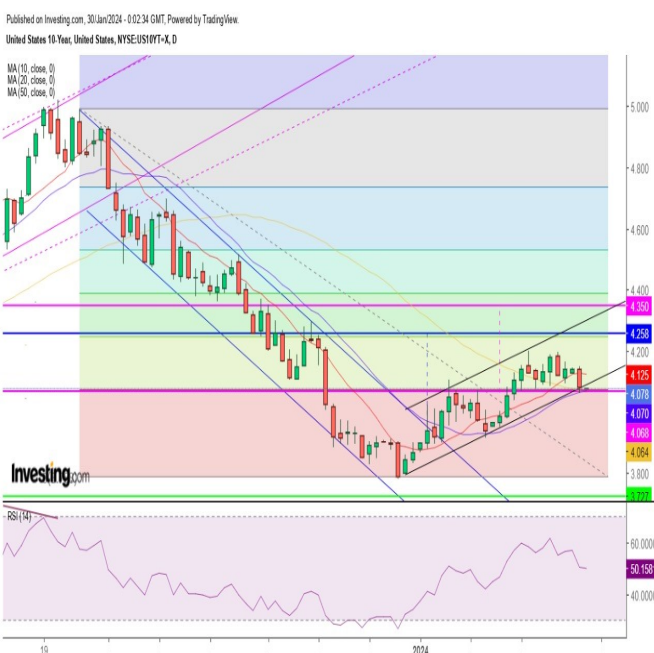 Published on Investing.com, 30/Jan/2024 - 0:02:34 GMT, Powered by TradingView.
United States 10-Year, United States, NYSE:US10YT=X, D
MA (10, close, 0)
MA (20, close, 0)
MA (50, close, 0)
5.000
4.800
4.600
4.400
4.350
4.258
4.200
4.125
4.078
4.070
4.068
4.064
3.800
3.727
Investing.com
RSI (14)
60.0000
50.158
40.0000
19
2024